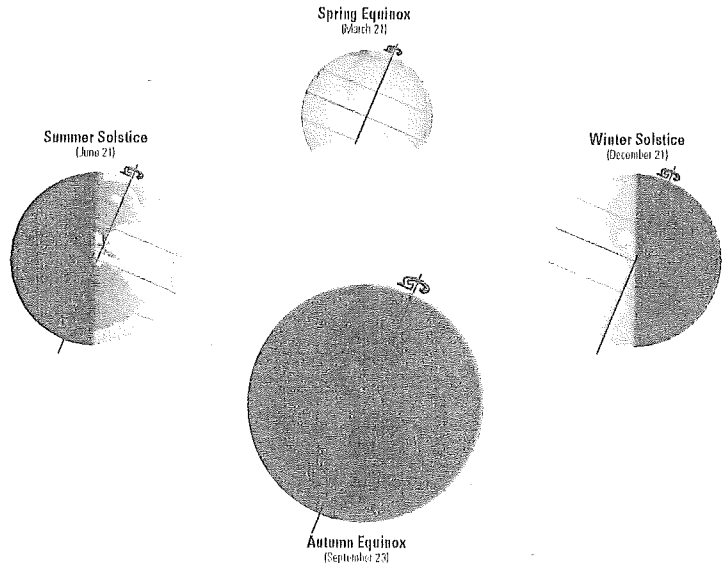 Spring Equinox
(March 21)
Summer Solstice
(June 21)
Winter Solstice
(December 21)
Autumn Equinox
(September 23)